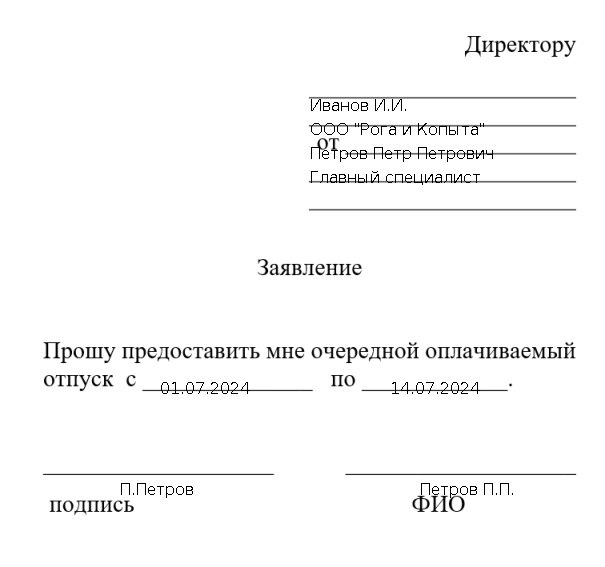 Директору
Иванов И.И.
ООО "Рога и Копыта"
от
Петров Петр Петрович
Главный специалист
Заявление
Прошу предоставить мне очередной оплачиваемый
отпуск с 01.07.2024 по 14.07.2024.
П.Петров Петров П.П.
подпись ФИО